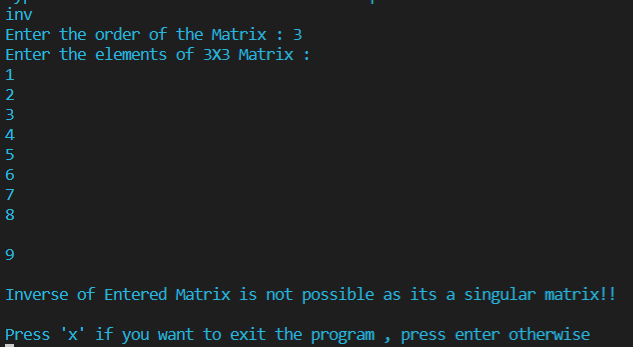 inv
Enter the order of the Matrix : 3
Enter the elements of 3X3 Matrix :
1
2
3
4
5
6
7
8
9
Inverse of Entered Matrix is not possible as its a singular matrix!!
Press 'x' if you want to exit the program , press enter otherwise